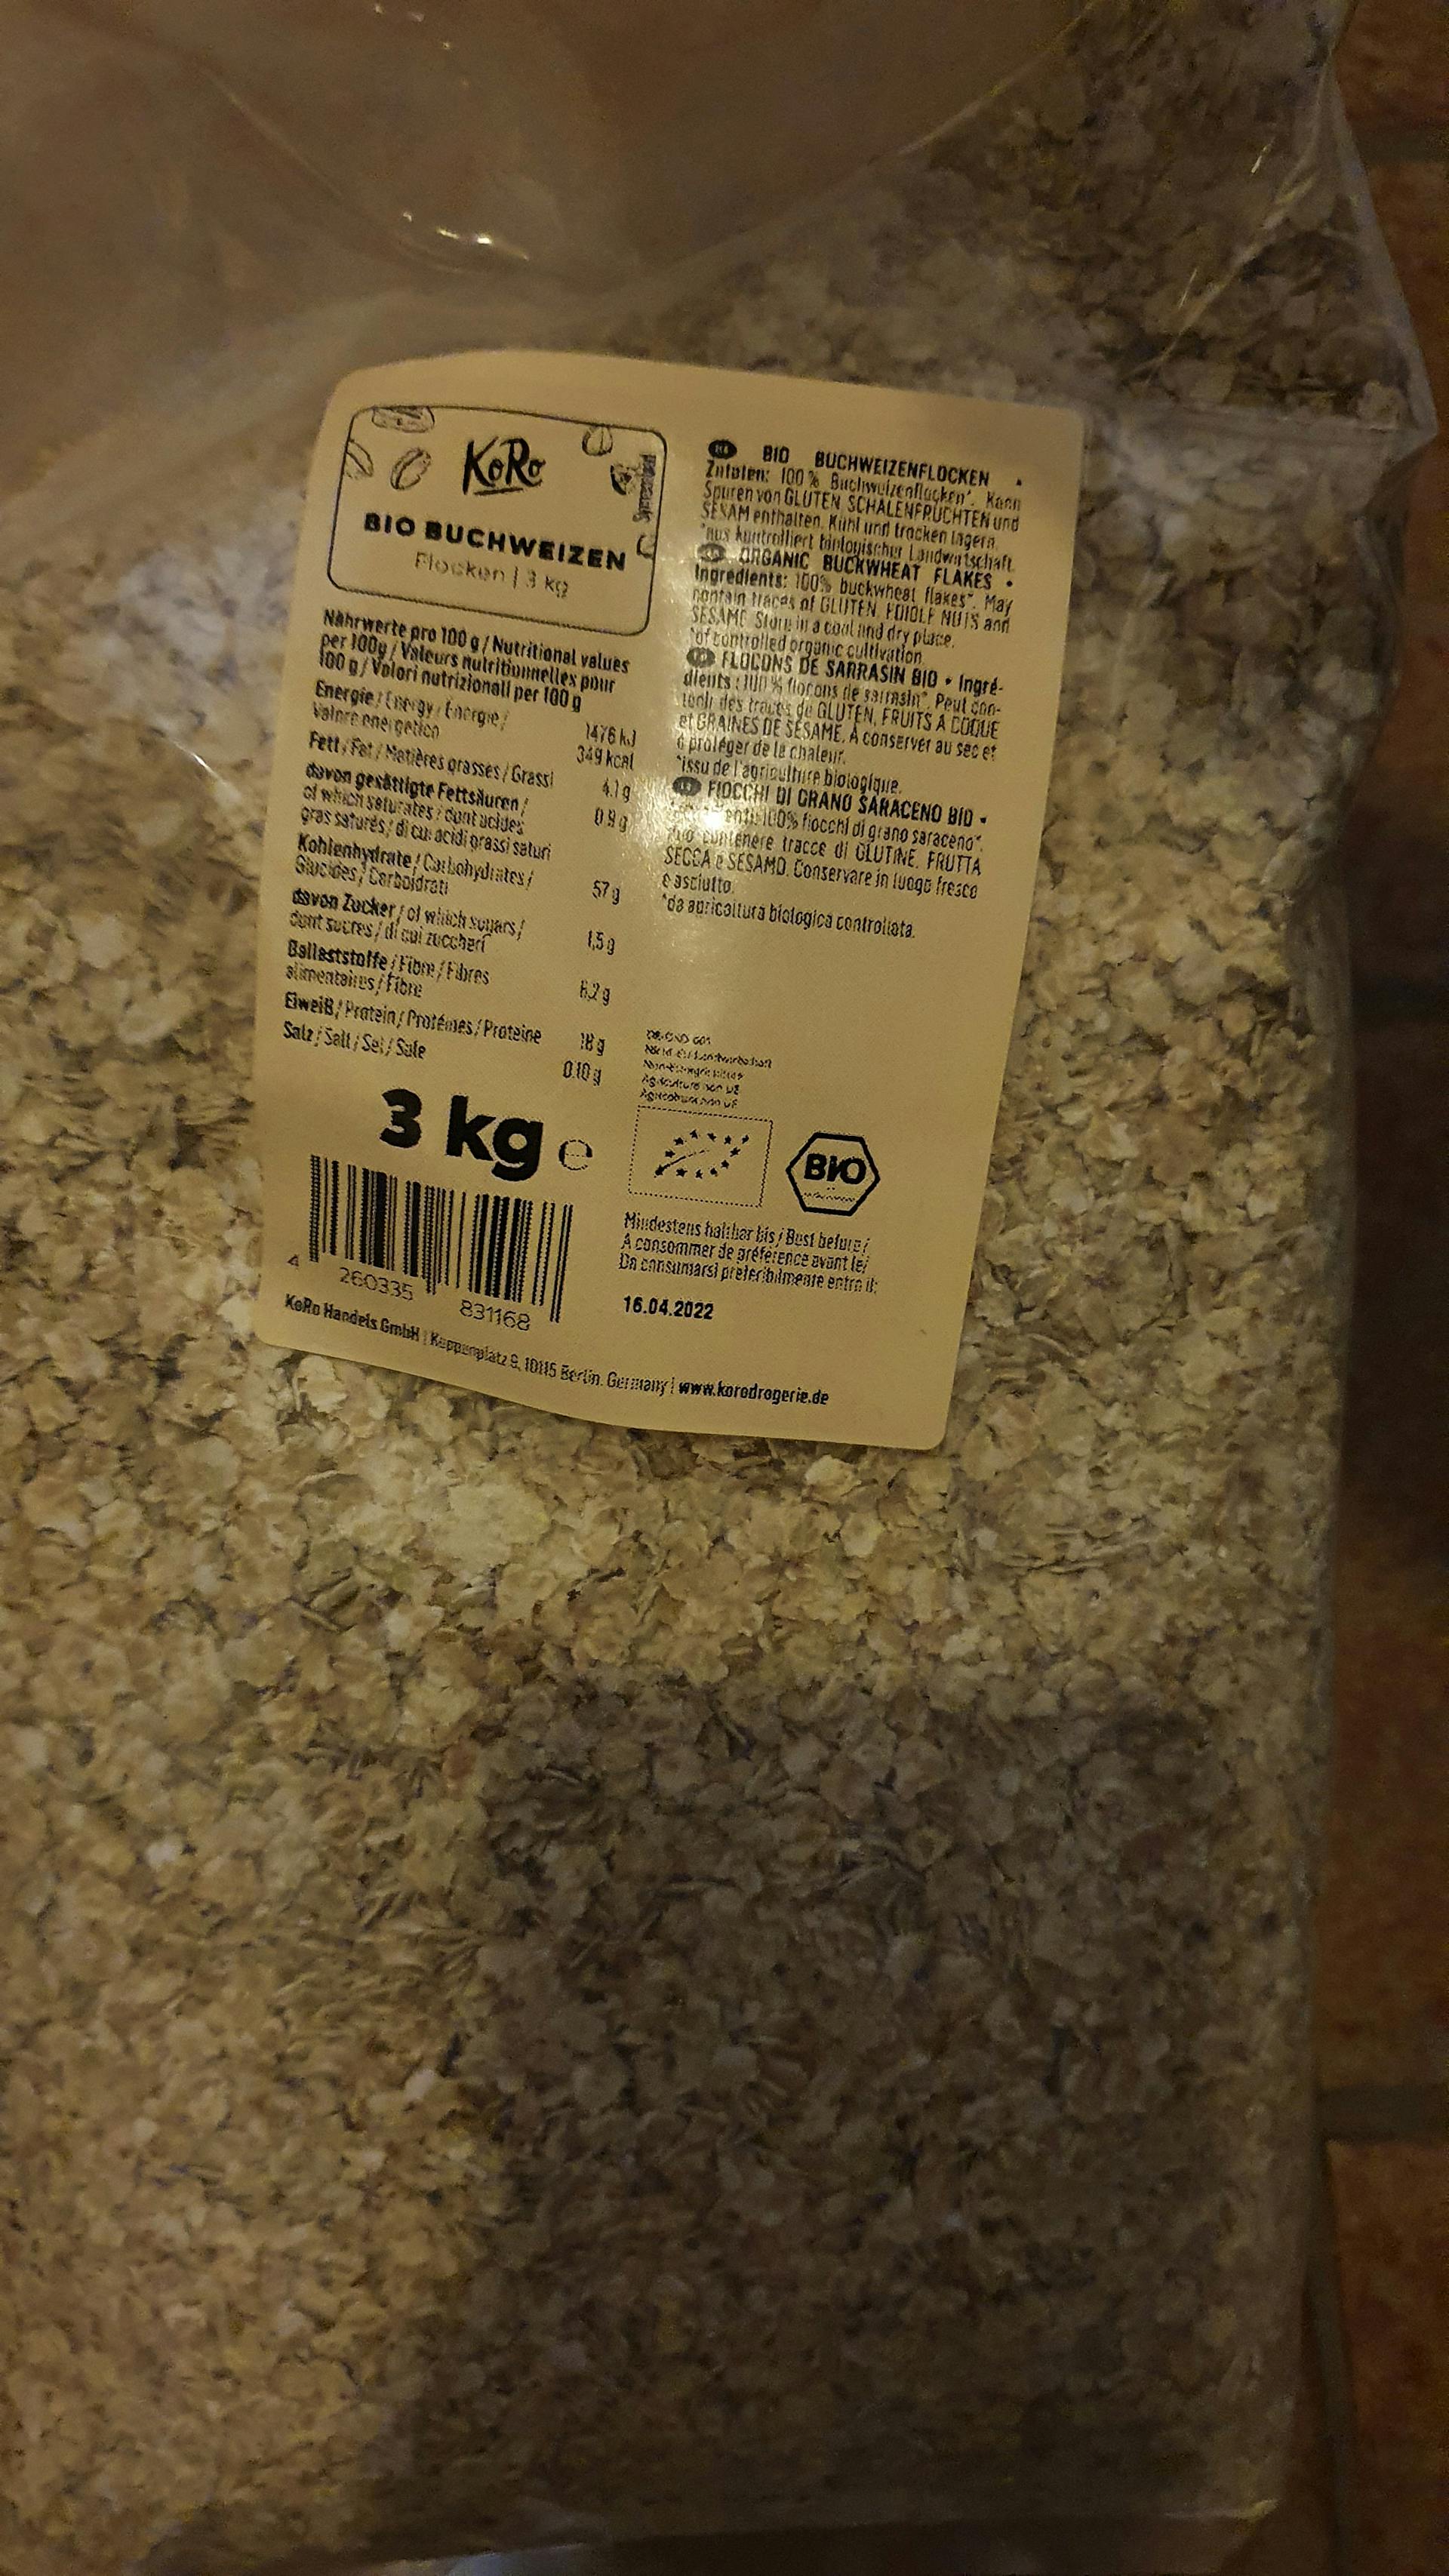 KoRo
BIO BUCHWEIZEN
Flocken | 3 kg
Nährwerte pro 100 g / Nutritional values
per 100g / Valeurs nutritionnelles pour
100 g / Valori nutrizionali per 100 g
Energie / Energy / Énergie /
Valore energetico
1476 kJ
349 kcal
Fett / Fat / Matières grasses / Grassi
4.1 g
davon gesättigte Fettsäuren /
of which saturates / dont acides
gras saturés / di cui acidi grassi saturi
0.9 g
Kohlenhydrate / Carbohydrates /
Glucides / Carboidrati
57 g
davon Zucker / of which sugars /
dont sucres / di cui zuccheri
1,5 g
Ballaststoffe / Fibre / Fibres
alimentaires / Fibre
g
Eiweiß / Protein / Protéines / Proteine
18 g
Salz / Salt / Sel / Sale
0.10 g
3 kg e
4 260335 831168
BIO BUCHWEIZENFLOCKEN •
Zutaten: 100 % Buchweizenflocken*. Kann
Spuren von GLUTEN, SCHALENFRÜCHTEN und
SESAM enthalten. Kühl und trocken lagern.
*aus kontrolliert biologischer Landwirtschaft.
ORGANIC BUCKWHEAT FLAKES •
Ingredients: 100% buckwheat flakes*. May
contain traces of GLUTEN, EDIBLE NUTS and
SESAME. Store in a cool and dry place.
*of controlled organic cultivation.
FLOCONS DE SARRASIN BIO • Ingré-
dients : 100 % flocons de sarrasin*. Peut con-
tenir des traces de GLUTEN, FRUITS À COQUE
et GRAINES DE SÉSAME. À conserver au sec et
à protéger de la chaleur.
*issu de l'agriculture biologique.
FIOCCHI DI GRANO SARACENO BIO •
100% fiocchi di grano saraceno*.
Può contenere tracce di GLUTINE, FRUTTA
SECCA e SESAMO. Conservare in luogo fresco
e asciutto.
*da agricoltura biologica controllata.
Agriculture non UE
Agricoltura non UE
BIO
Mindestens haltbar bis / Best before /
À consommer de préférence avant le/
Da consumarsi preferibilmente entro il:
16.04.2022
KoRo Handels GmbH | Koppenplatz 9, 10115 Berlin, Germany | www.korodrogerie.de